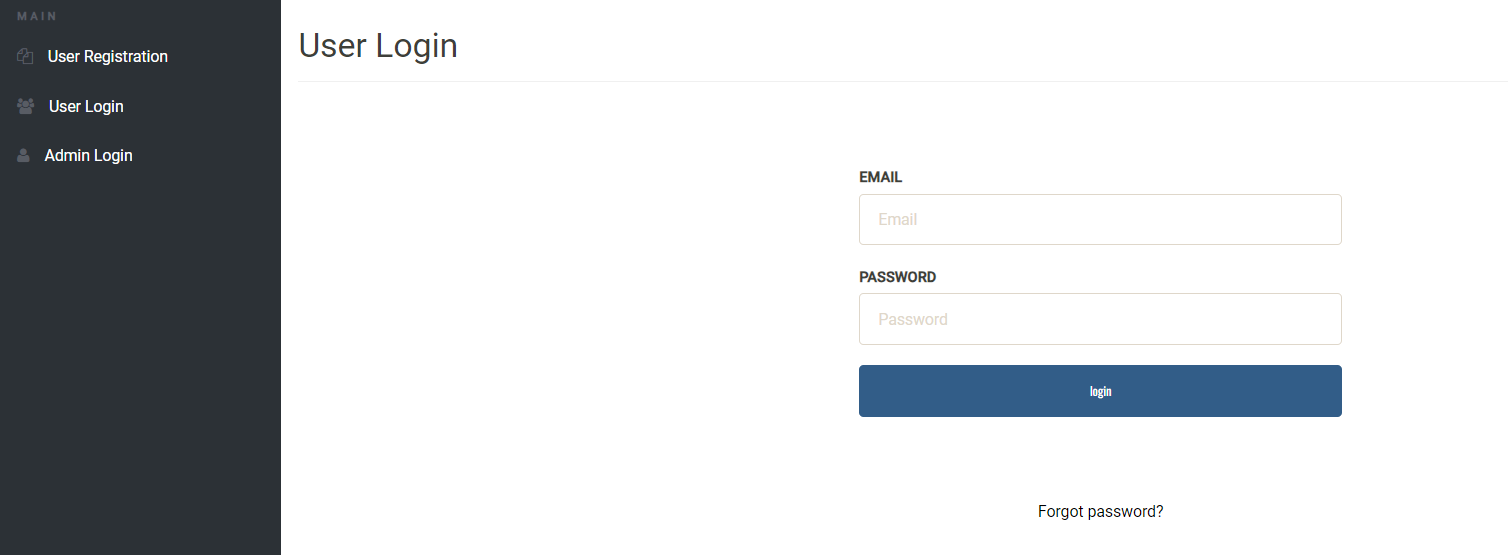 MAIN
User Registration
User Login
Admin Login
User Login
EMAIL
Email
PASSWORD
Password
login
Forgot password?